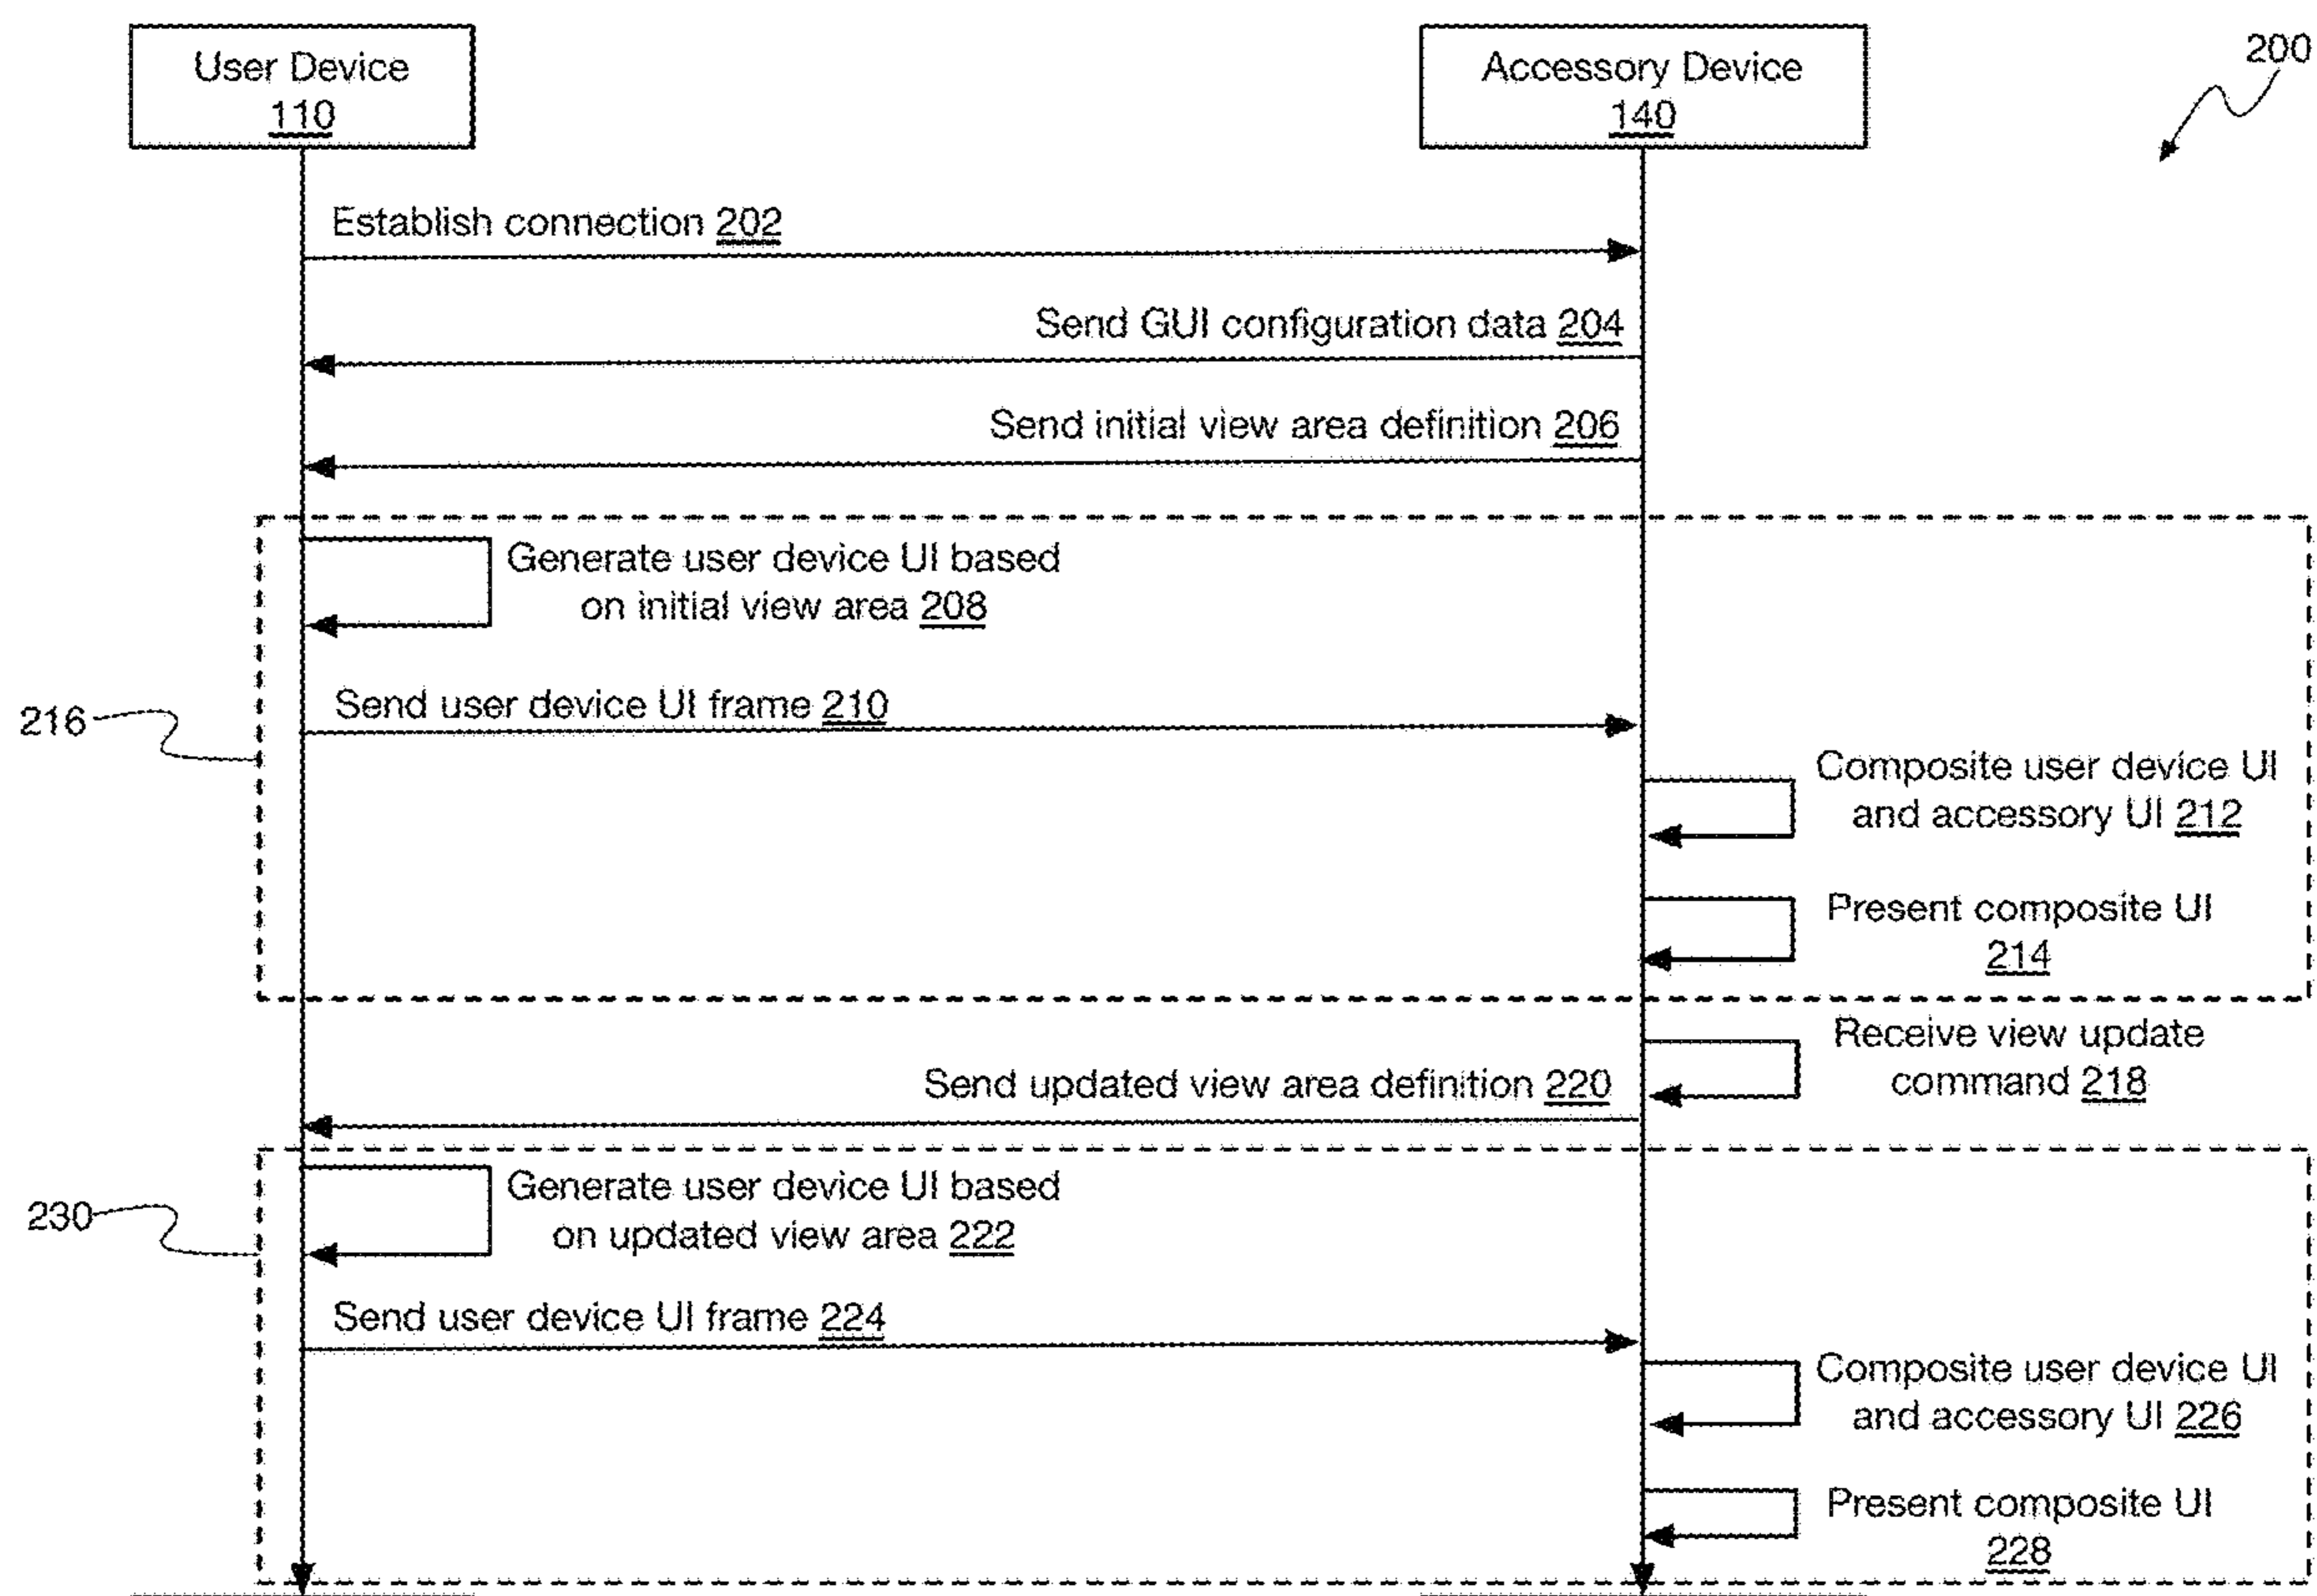 User Device
110
Accessory Device
140
200
Establish connection 202
Send GUI configuration data 204
Send initial view area definition 206
Generate user device UI based
on initial view area 208
216
Send user device UI frame 210
Composite user device UI
and accessory UI 212
Present composite UI
214
Receive view update
command 218
Send updated view area definition 220
Generate user device UI based
on updated view area 222
230
Send user device UI frame 224
Composite user device UI
and accessory UI 226
Present composite UI
228